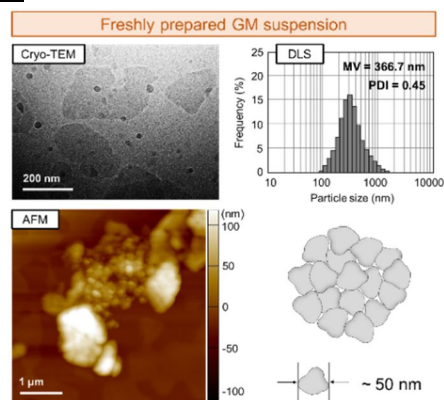 Freshly prepared GM suspension
Cryo-TEM
200 nm
DLS
MV = 366.7 nm
PDI = 0.45
Frequency (%)
25
20
15
10
5
0
10 100 1000 10000
Particle size (nm)
AFM
1 μm
(nm)
100
50
0
-50
-100
~ 50 nm